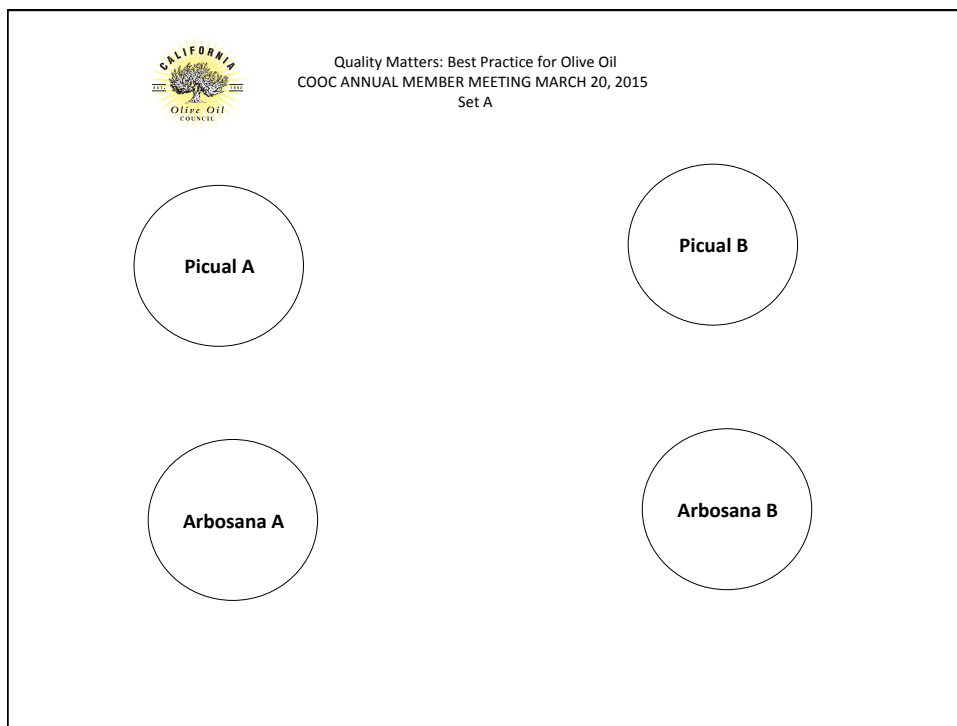 CALIFORNIA
EST. 1992
Olive Oil
COUNCIL
Quality Matters: Best Practice for Olive Oil
COOC ANNUAL MEMBER MEETING MARCH 20, 2015
Set A
Picual A
Picual B
Arbosana A
Arbosana B